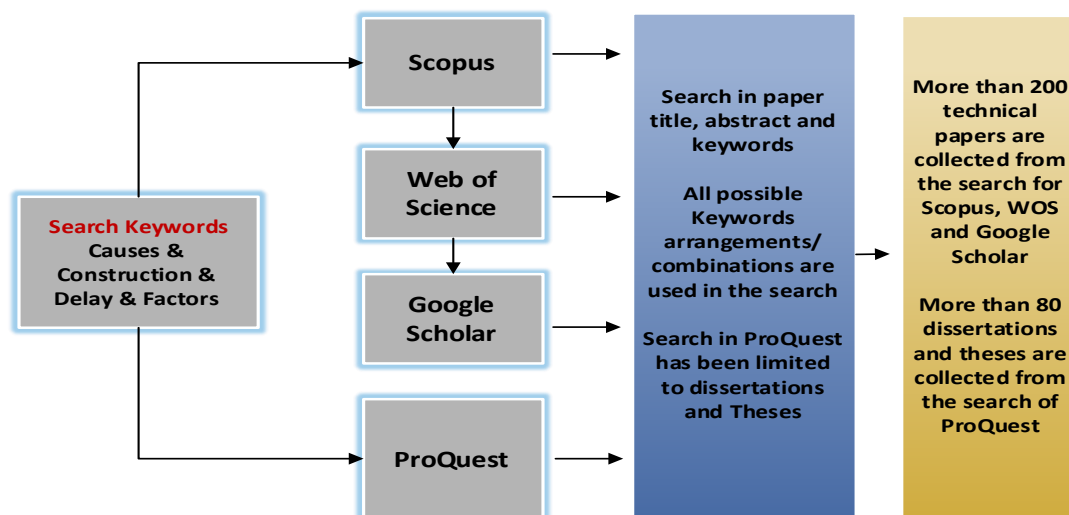 Search Keywords
Causes &
Construction &
Delay & Factors
Scopus
Web of
Science
Google
Scholar
ProQuest
Search in paper
title, abstract and
keywords
All possible
Keywords
arrangements/
combinations are
used in the search
Search in ProQuest
has been limited
to dissertations
and Theses
More than 200
technical
papers are
collected from
the search for
Scopus, WOS
and Google
Scholar
More than 80
dissertations
and theses are
collected from
the search of
ProQuest